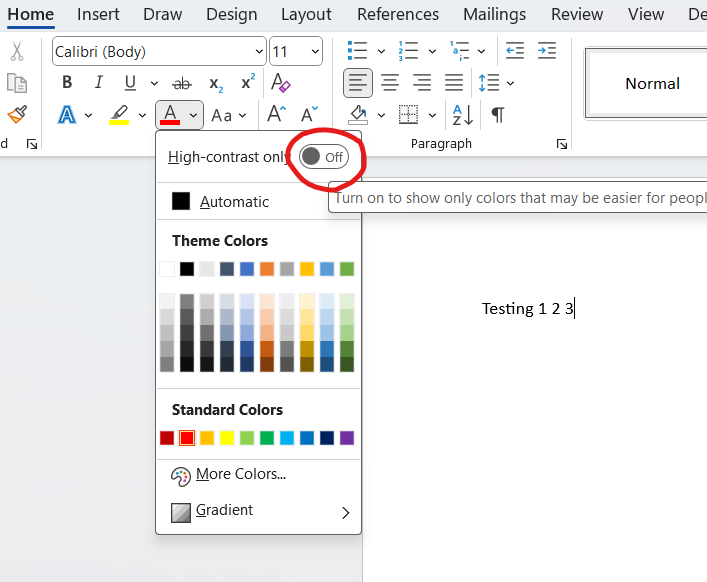 Home Insert Draw Design Layout References Mailings Review View De
Calibri (Body) 11
B I U ab x2 x2 A
A A Aa A A
d Paragraph
Normal
High-contrast only Off
Turn on to show only colors that may be easier for peopl
Automatic
Theme Colors
Testing 1 2 3
Standard Colors
More Colors...
Gradient